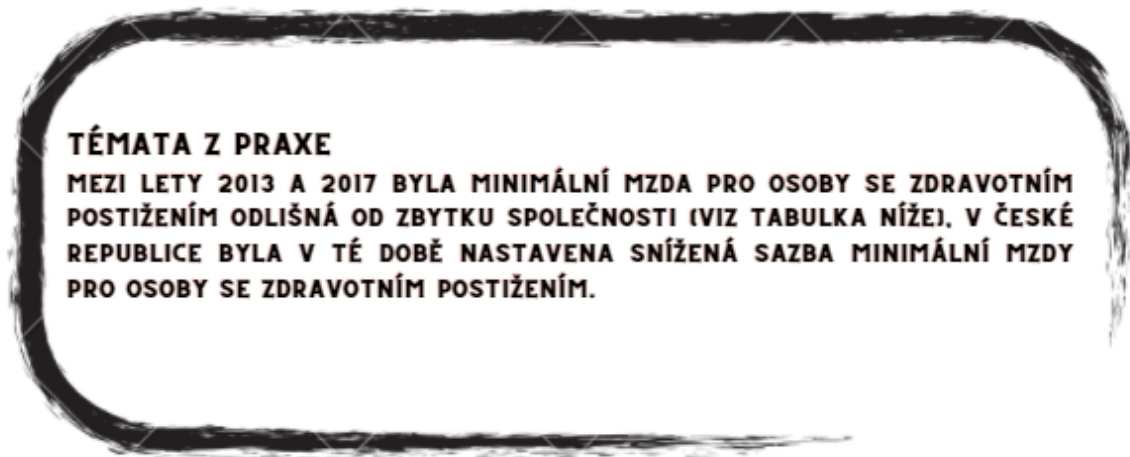 TÉMATA Z PRAXE
MEZI LETY 2013 A 2017 BYLA MINIMÁLNÍ MZDA PRO OSOBY SE ZDRAVOTNÍM
POSTIŽENÍM ODLIŠNÁ OD ZBYTKU SPOLEČNOSTI (VIZ TABULKA NÍŽE). V ČESKÉ
REPUBLICE BYLA V TÉ DOBĚ NASTAVENA SNÍŽENÁ SAZBA MINIMÁLNÍ MZDY
PRO OSOBY SE ZDRAVOTNÍM POSTIŽENÍM.